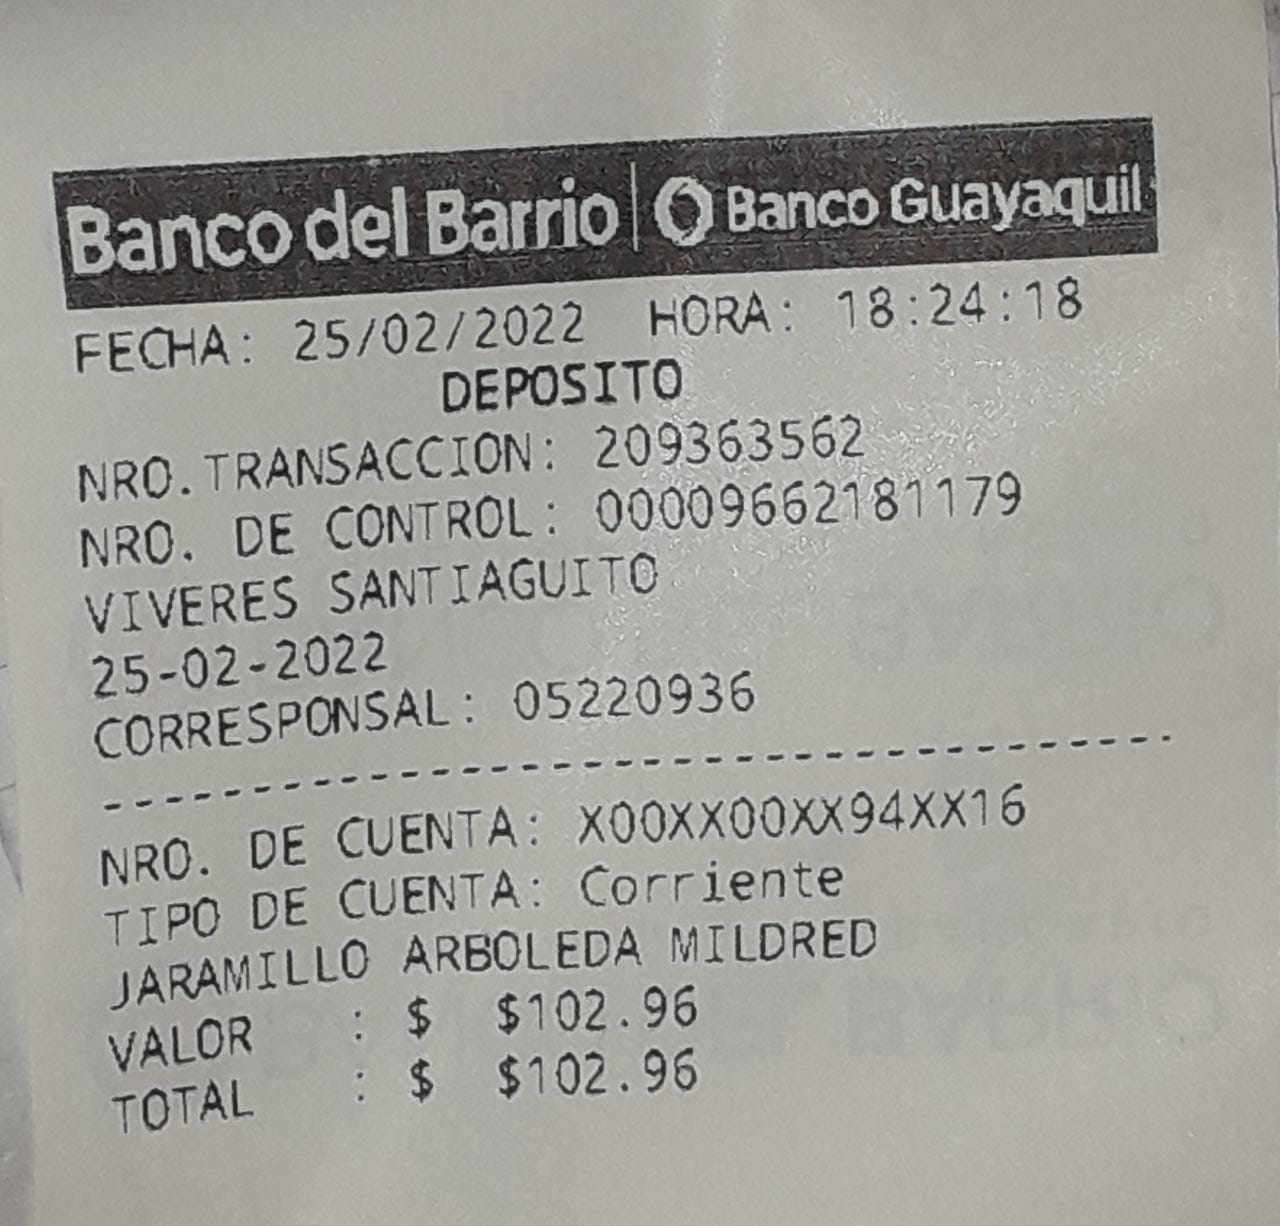 Banco del Barrio | Banco Guayaquil
FECHA: 25/02/2022 HORA: 18:24:18
DEPOSITO
NRO.TRANSACCION: 209363562
NRO. DE CONTROL: 00009662181179
VIVERES SANTIAGUITO
25-02-2022
CORRESPONSAL: 05220936
------------------------------------
NRO. DE CUENTA: X00XX00XX94XX16
TIPO DE CUENTA: Corriente
JARAMILLO ARBOLEDA MILDRED
VALOR : $ $102.96
TOTAL : $ $102.96